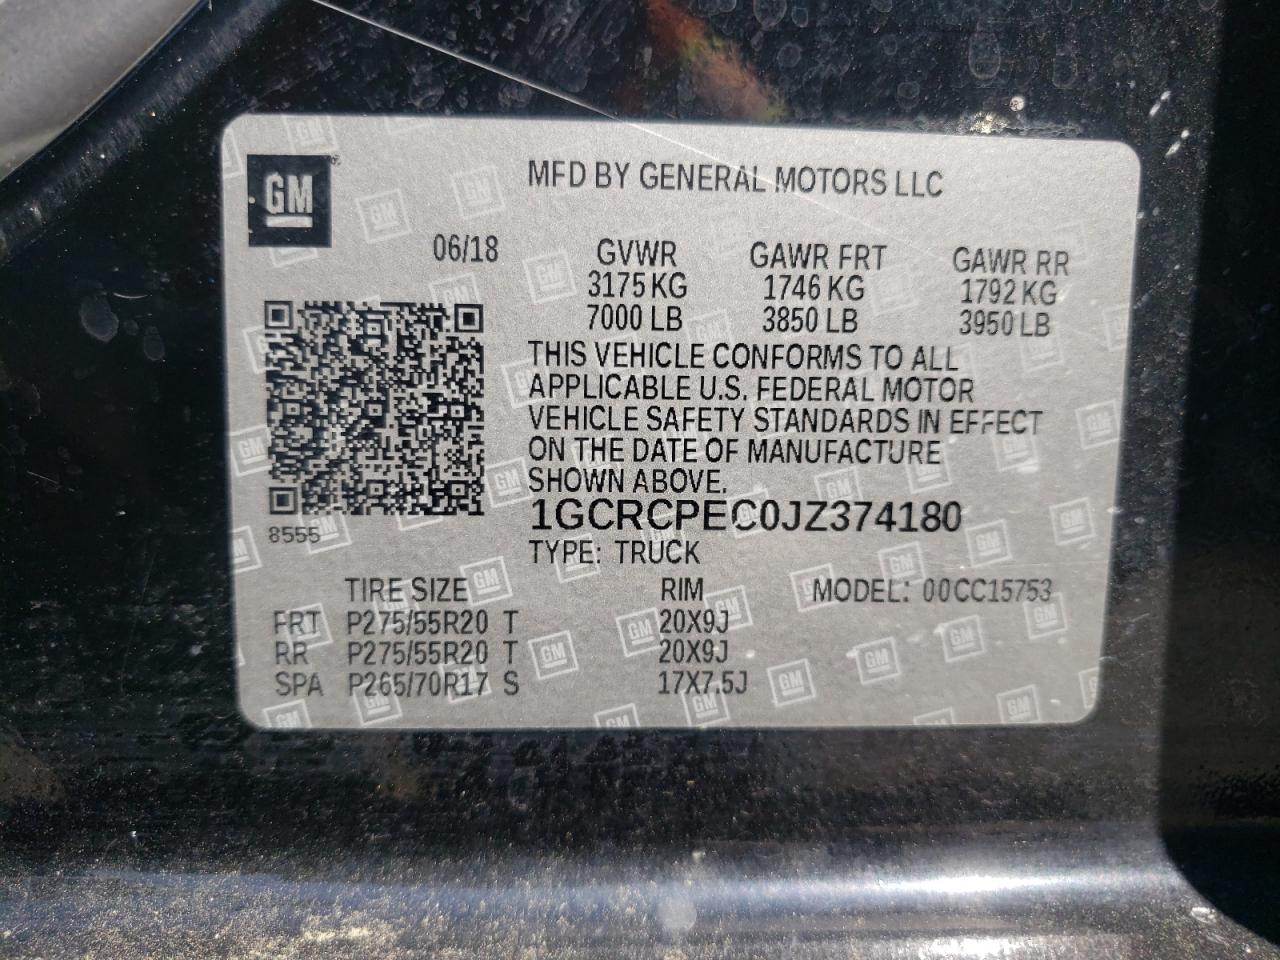 GM
MFD BY GENERAL MOTORS LLC
06/18 GVWR GAWR FRT GAWR RR
3175 KG 1746 KG 1792 KG
7000 LB 3850 LB 3950 LB
THIS VEHICLE CONFORMS TO ALL
APPLICABLE U.S. FEDERAL MOTOR
VEHICLE SAFETY STANDARDS IN EFFECT
ON THE DATE OF MANUFACTURE
SHOWN ABOVE.
8555
1GCRCPEC0JZ374180
TYPE: TRUCK
TIRE SIZE RIM MODEL: 00CC15753
FRT P275/55R20 T 20X9J
RR P275/55R20 T 20X9J
SPA P265/70R17 S 17X7.5J